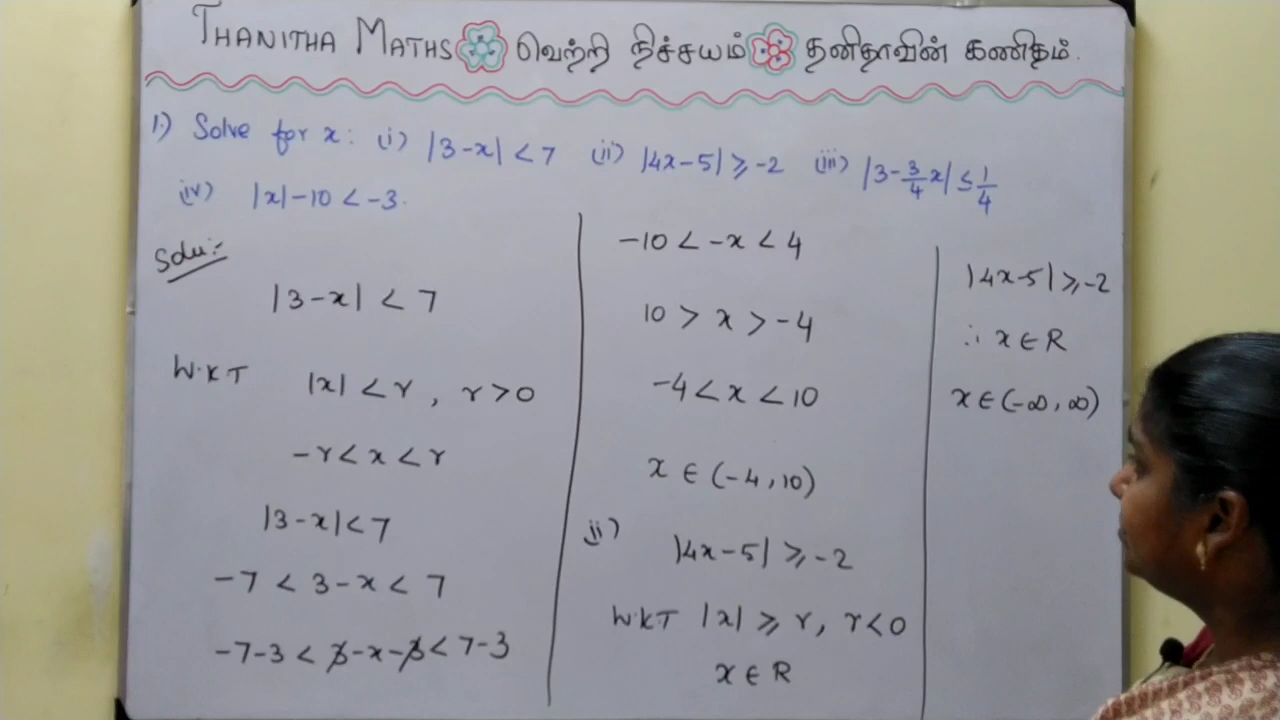 THANITHA MATHS வெற்றி நிச்சயம் தனிதாவின் கணிதம்.
1.) Solve for x: (i) |3-x| < 7 (ii) |4x-5| ≥ -2 (iii) |3-3/4x| ≤ 1/4
(iv) |x|-10 < -3.
Solu:-
|3-x| < 7
W.K.T |x| < r, r>0
-r < x < r
|3-x| < 7
-7 < 3-x < 7
-7-3 < 3-x-3 < 7-3
-10 < -x < 4
10 > x > -4
-4 < x < 10
x ∈ (-4, 10)
ii)
|4x-5| ≥ -2
W.K.T |x| ≥ r, r<0
x ∈ R
|4x-5| ≥ -2
∴ x ∈ R
x ∈ (-∞, ∞)